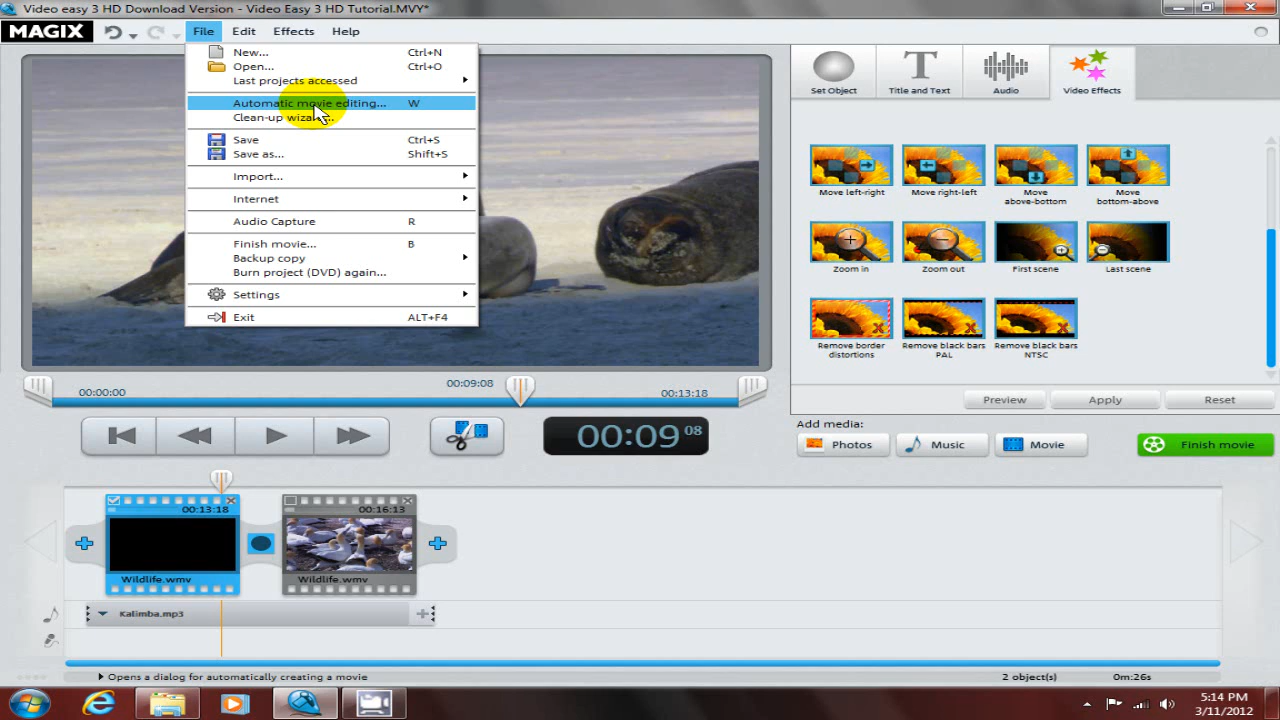 Video easy 3 HD Download Version - Video Easy 3 HD Tutorial.MVY*
MAGIX
File Edit Effects Help
New... Ctrl+N
Open... Ctrl+O
Last projects accessed
Automatic movie editing... W
Clean-up wizard...
Save Ctrl+S
Save as... Shift+S
Import...
Internet
Audio Capture R
Finish movie... B
Backup copy
Burn project (DVD) again...
Settings
Exit ALT+F4
Set Object
Title and Text
Audio
Video Effects
Move left-right
Move right-left
Move above-bottom
Move bottom-above
Zoom in
Zoom out
First scene
Last scene
Remove border distortions
Remove black bars PAL
Remove black bars NTSC
Preview
Apply
Reset
00:00:00
00:09:08
00:13:18
00:09 08
Add media:
Photos
Music
Movie
Finish movie
00:13:18
Wildlife.wmv
00:16:13
Wildlife.wmv
Kalimba.mp3
Opens a dialog for automatically creating a movie
2 object(s)
0m:26s
5:14 PM
3/11/2012